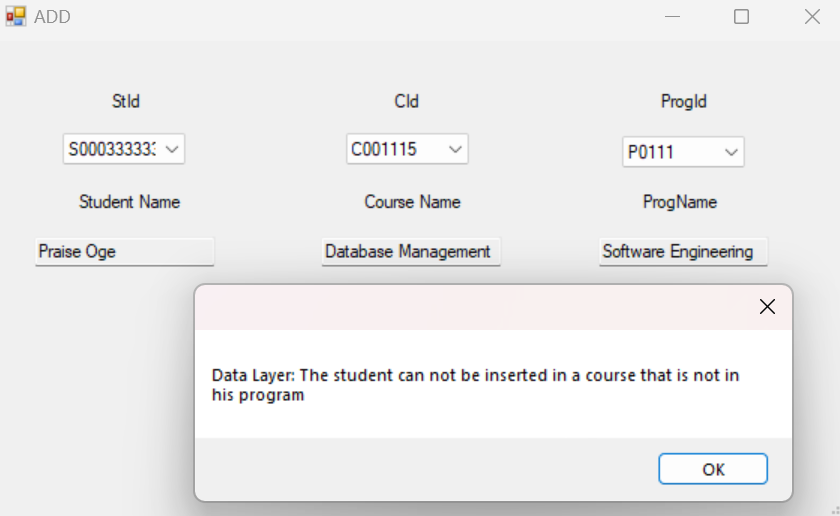 ADD
StId
CId
ProgId
S00033333
C001115
P0111
Student Name
Course Name
ProgName
Praise Oge
Database Management
Software Engineering
Data Layer: The student can not be inserted in a course that is not in
his program
OK